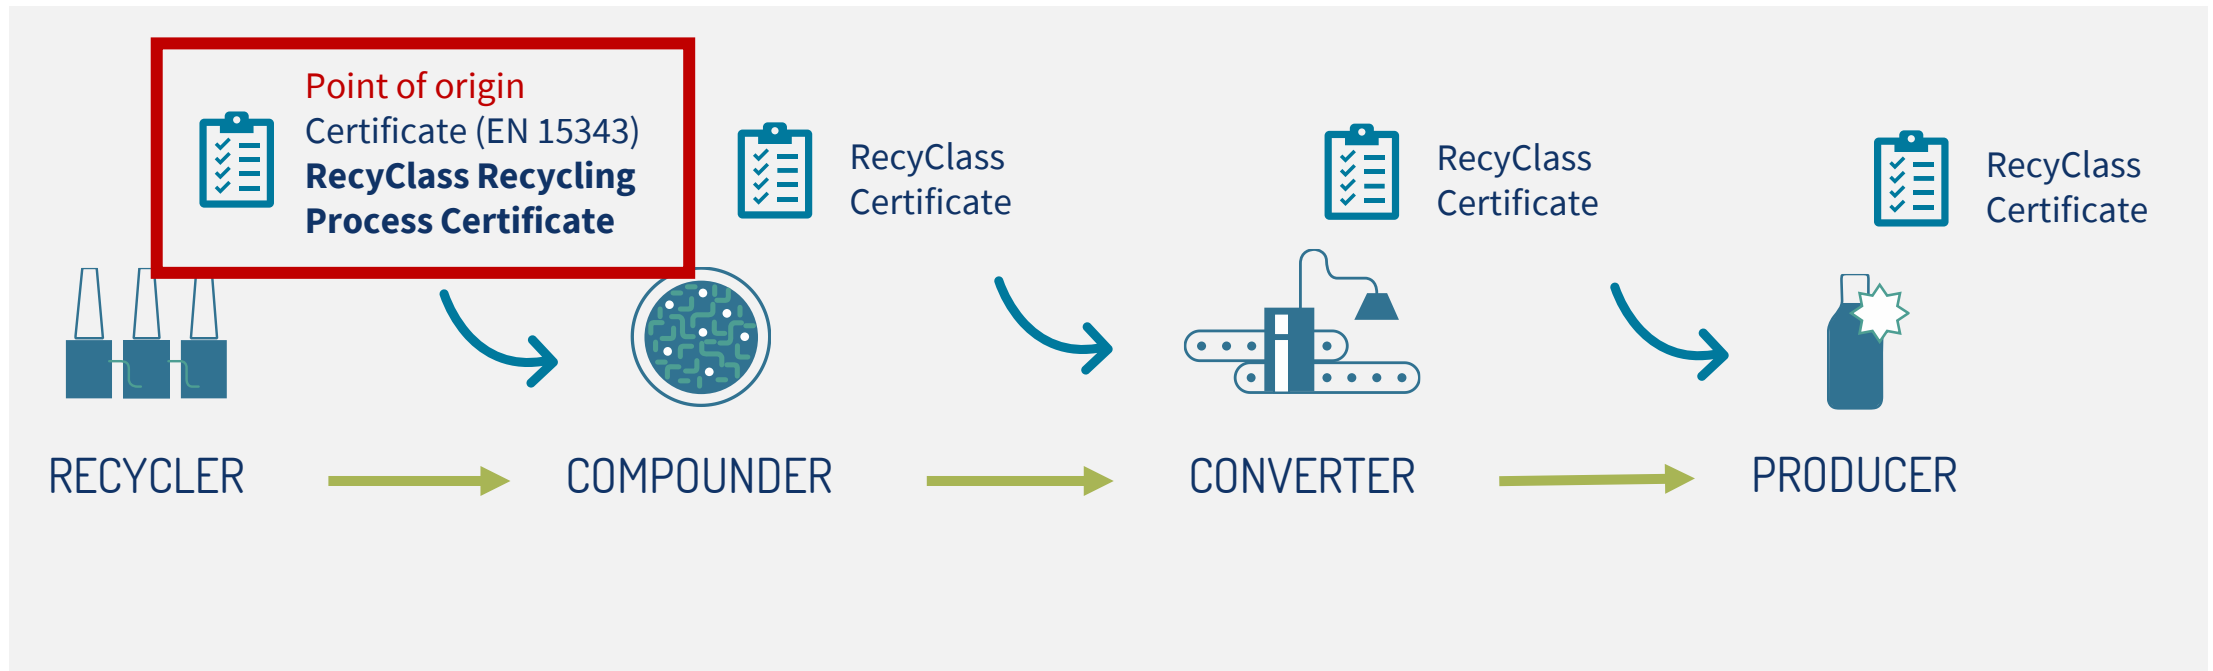 Point of origin
Certificate (EN 15343)
RecyClass Recycling
Process Certificate
RecyClass
Certificate
RecyClass
Certificate
RecyClass
Certificate
RECYCLER
COMPOUNDER
CONVERTER
PRODUCER